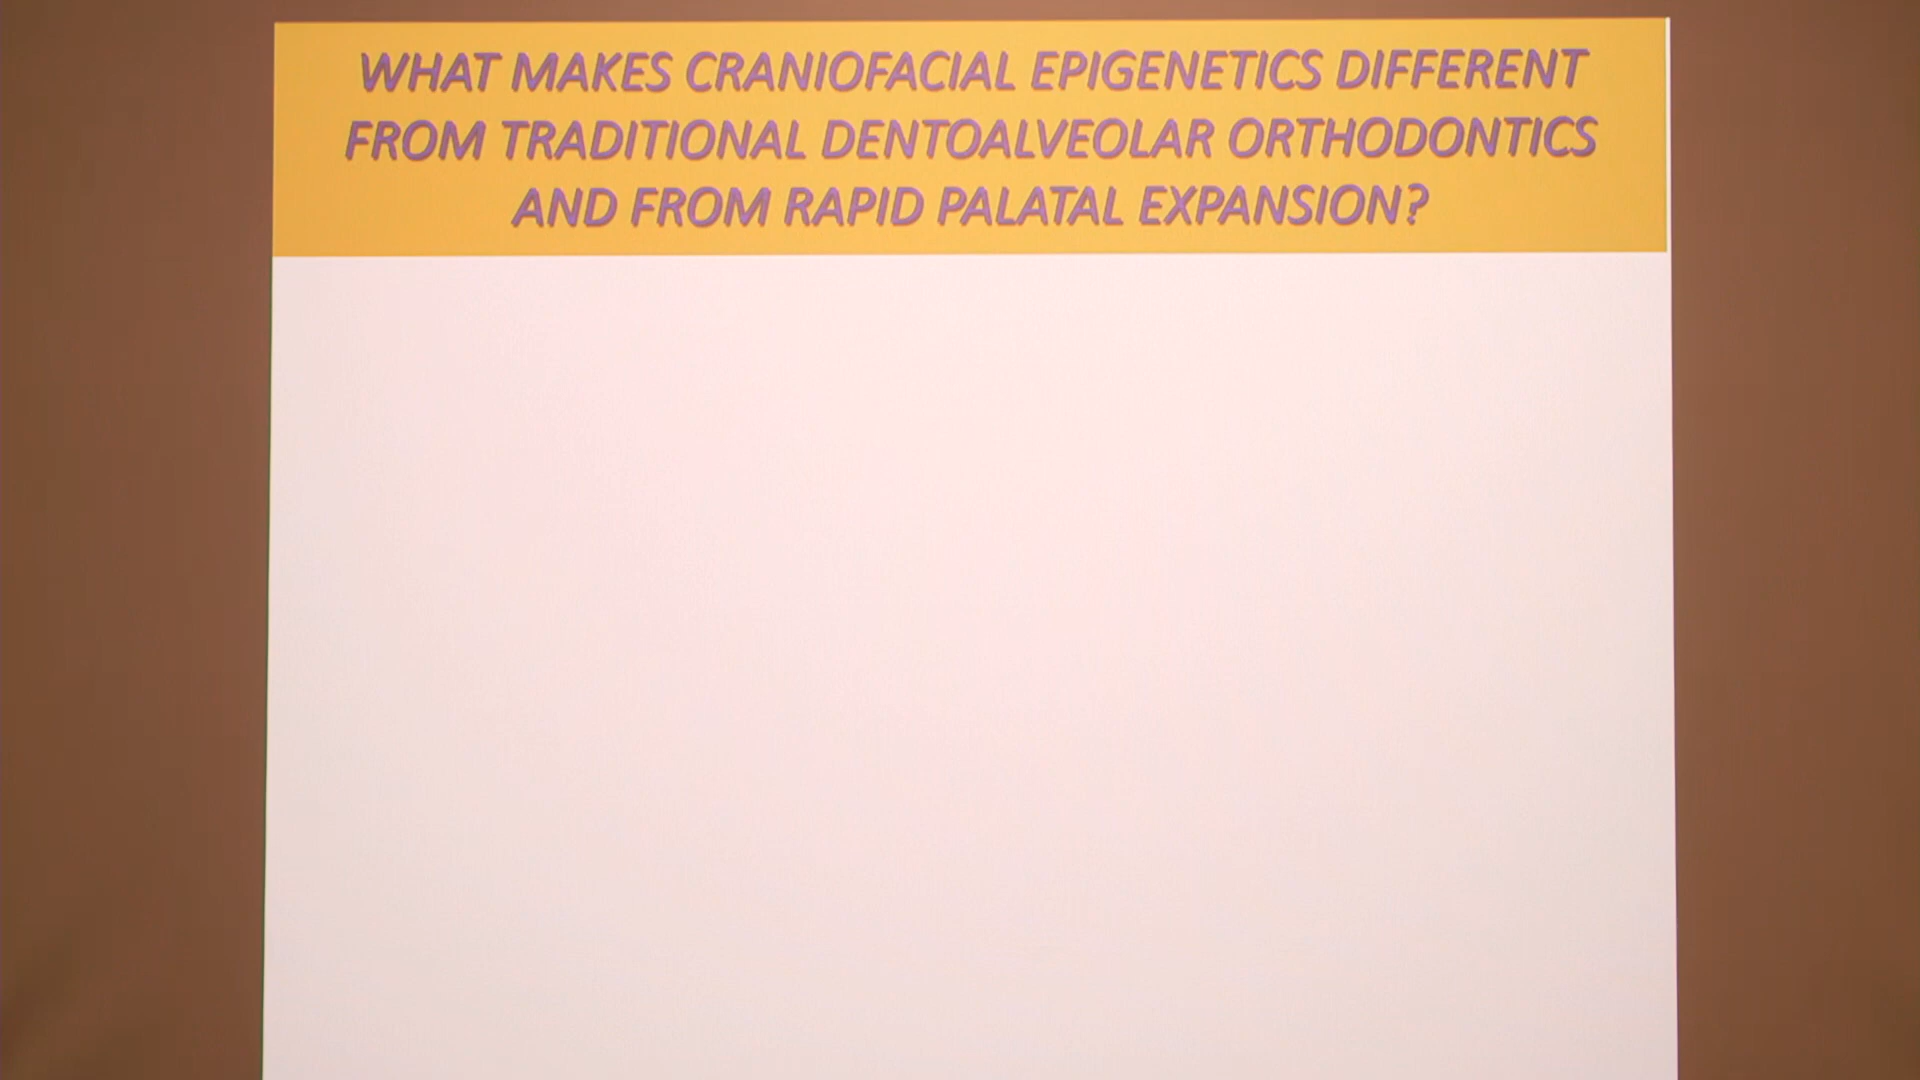 WHAT MAKES CRANIOFACIAL EPIGENETICS DIFFERENT
FROM TRADITIONAL DENTOALVEOLAR ORTHODONTICS
AND FROM RAPID PALATAL EXPANSION?